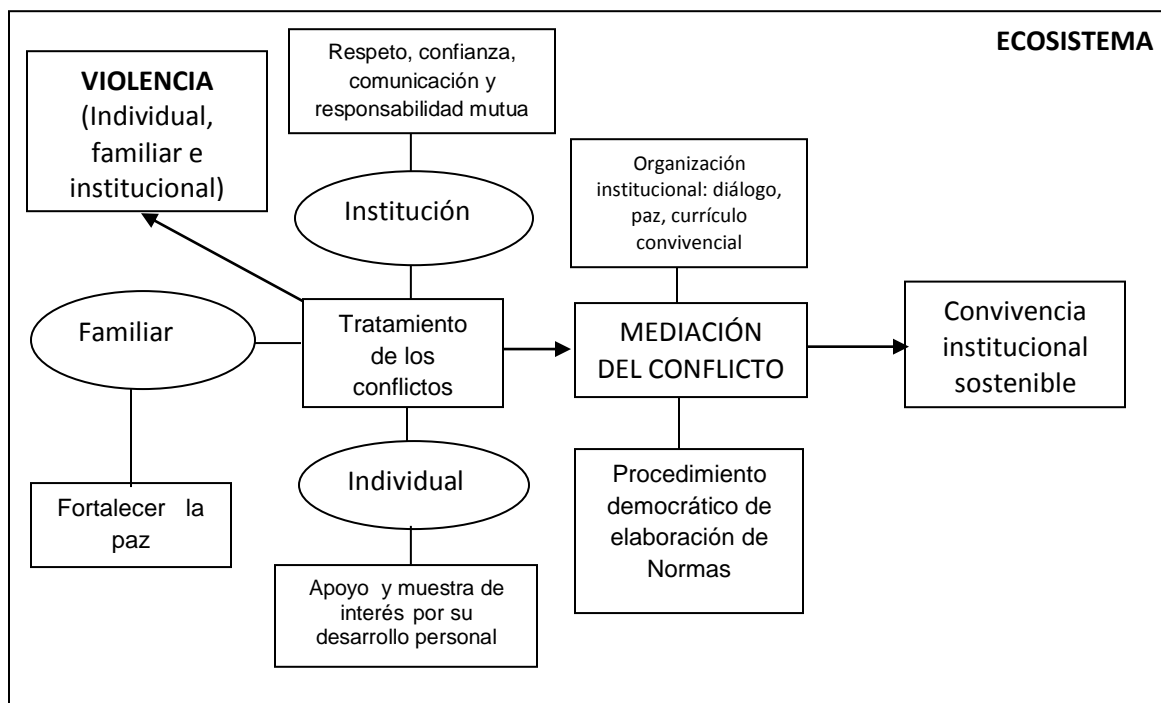 ECOSISTEMA
VIOLENCIA
(Individual,
familiar e
institucional)
Respeto, confianza,
comunicación y
responsabilidad mutua
Institución
Organización
institucional: diálogo,
paz, currículo
convivencial
Familiar
Tratamiento
de los
conflictos
MEDIACIÓN
DEL CONFLICTO
Convivencia
institucional
sostenible
Fortalecer la
paz
Individual
Procedimiento
democrático de
elaboración de
Normas
Apoyo y muestra de
interés por su
desarrollo personal